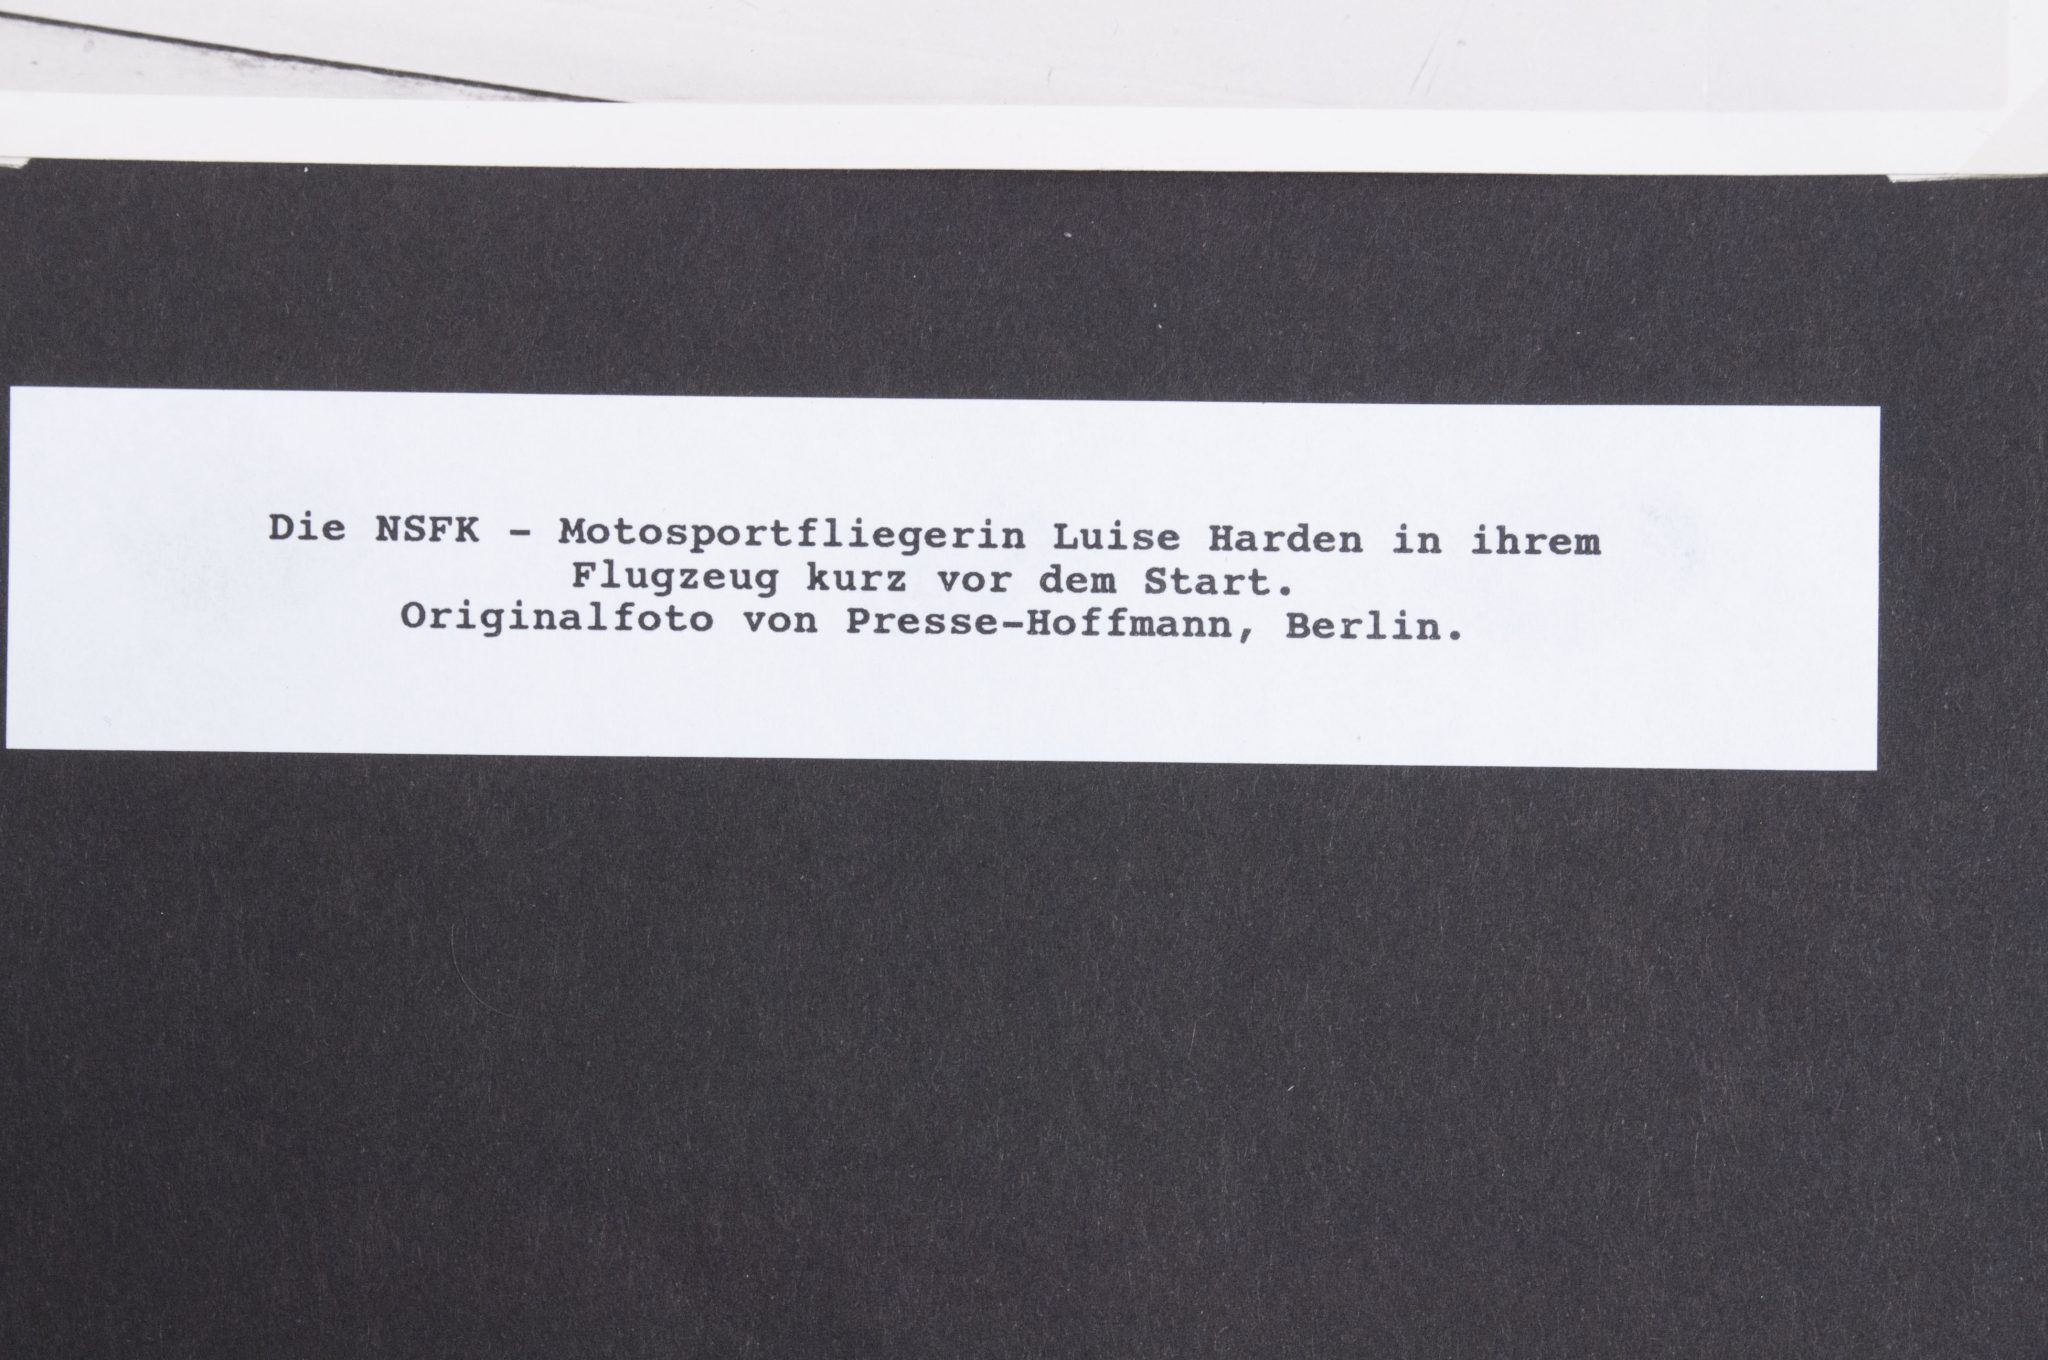 Die NSFK - Motosportfliegerin Luise Harden in ihrem
Flugzeug kurz vor dem Start.
Originalfoto von Presse-Hoffmann, Berlin.